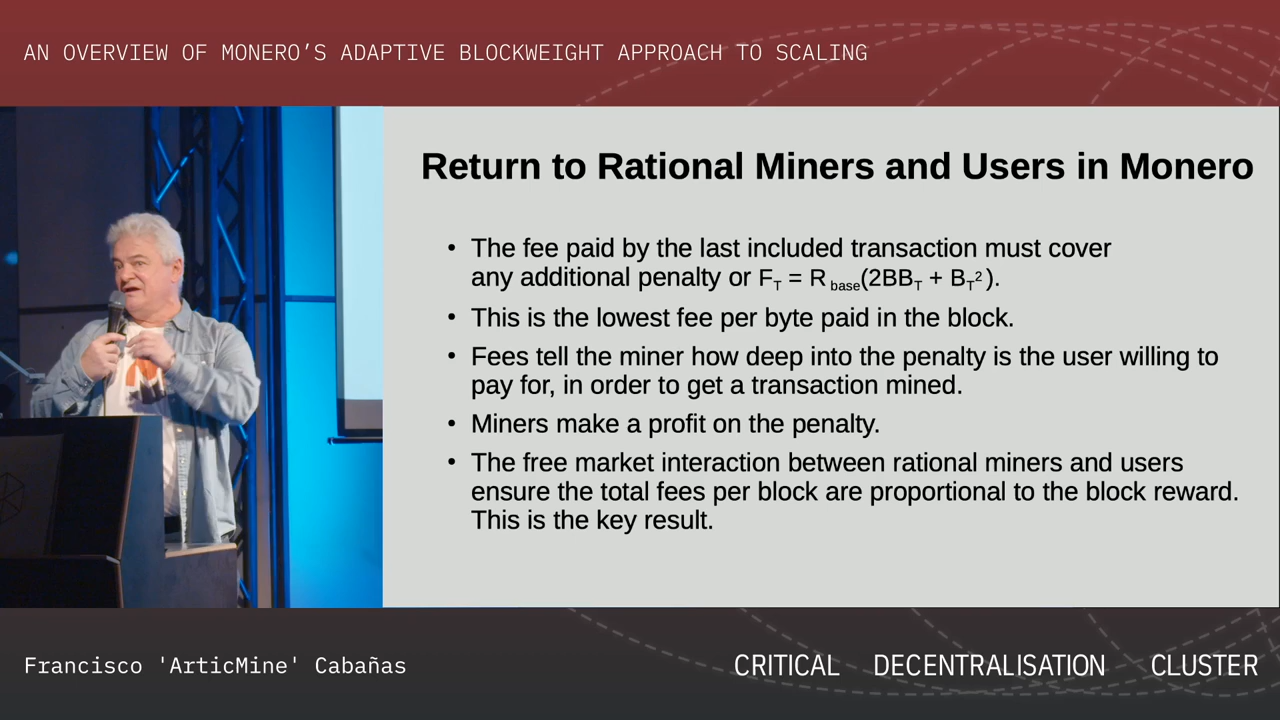 AN OVERVIEW OF MONERO'S ADAPTIVE BLOCKWEIGHT APPROACH TO SCALING
Return to Rational Miners and Users in Monero
• The fee paid by the last included transaction must cover
any additional penalty or F_T = R_base(2BB_T + B_T²).
• This is the lowest fee per byte paid in the block.
• Fees tell the miner how deep into the penalty is the user willing to
pay for, in order to get a transaction mined.
• Miners make a profit on the penalty.
• The free market interaction between rational miners and users
ensure the total fees per block are proportional to the block reward.
This is the key result.
Francisco 'ArticMine' Cabañas
CRITICAL DECENTRALISATION CLUSTER